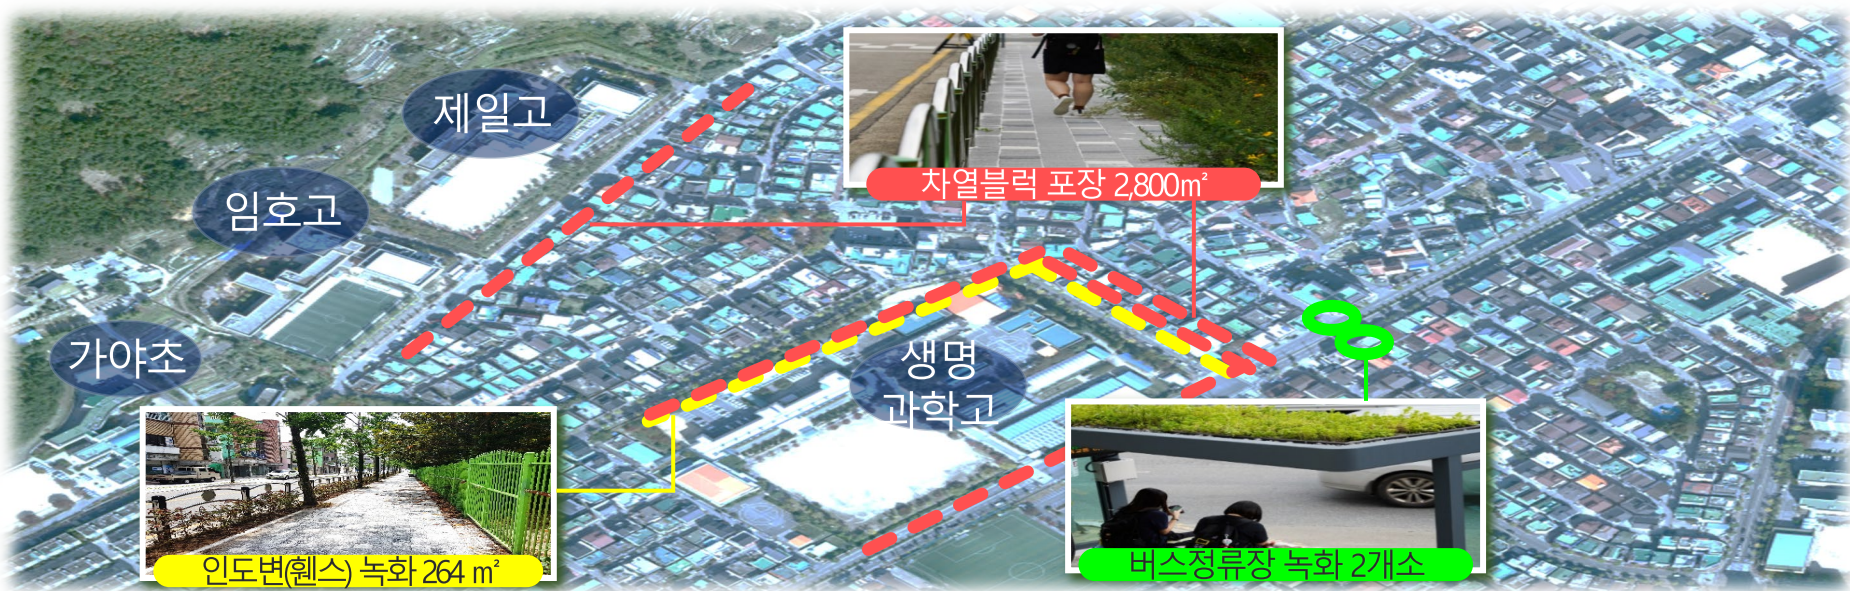 제일고
차열블럭 포장 2,800㎡
임호고
가야초
생명
과학고
인도변(휀스) 녹화 264 ㎡
버스정류장 녹화 2개소